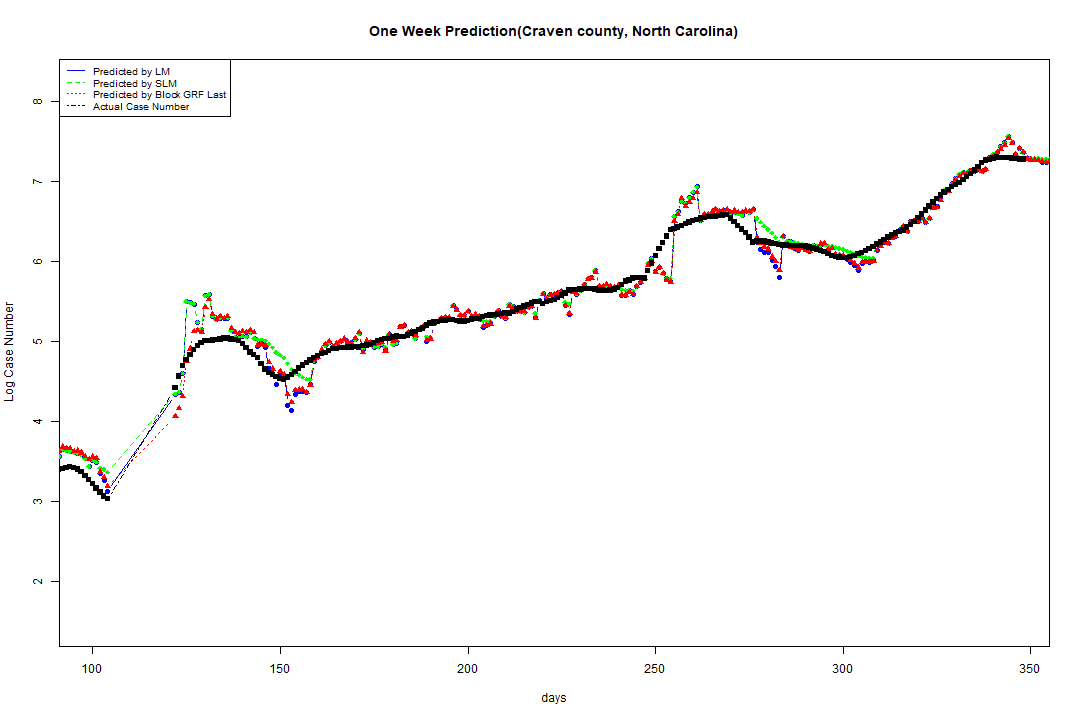 One Week Prediction(Craven county, North Carolina)
Predicted by LM
Predicted by SLM
Predicted by Block GRF Last
Actual Case Number
8
7
6
5
4
3
2
Log Case Number
100 150 200 250 300 350
days